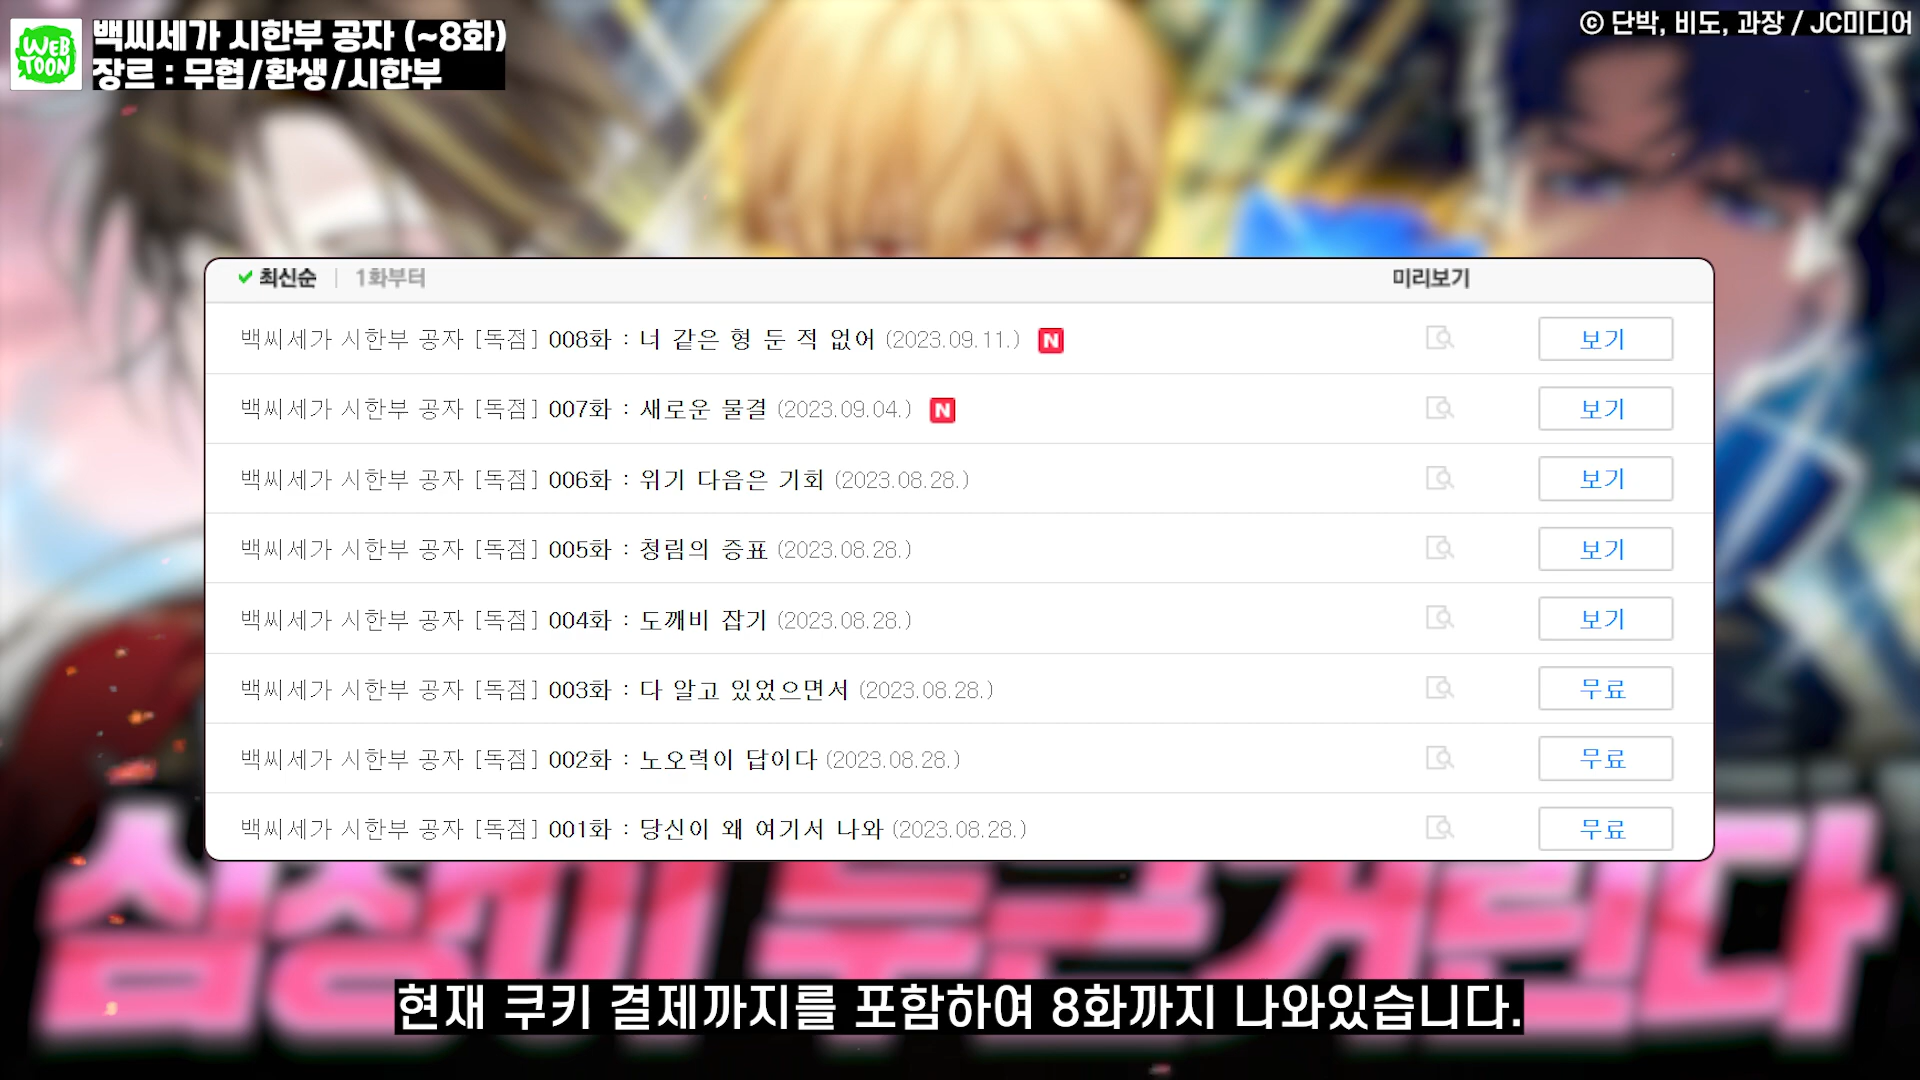 WEB
TOON
백씨세가 시한부 공자 (~8화)
장르 : 무협/환생/시한부
© 단박, 비도, 과장 / JC미디어
최신순 | 1화부터 미리보기
백씨세가 시한부 공자 [독점] 008화 : 너 같은 형 둔 적 없어 (2023.09.11.) N 보기
백씨세가 시한부 공자 [독점] 007화 : 새로운 물결 (2023.09.04.) N 보기
백씨세가 시한부 공자 [독점] 006화 : 위기 다음은 기회 (2023.08.28.) 보기
백씨세가 시한부 공자 [독점] 005화 : 청림의 증표 (2023.08.28.) 보기
백씨세가 시한부 공자 [독점] 004화 : 도깨비 잡기 (2023.08.28.) 보기
백씨세가 시한부 공자 [독점] 003화 : 다 알고 있었으면서 (2023.08.28.) 무료
백씨세가 시한부 공자 [독점] 002화 : 노오력이 답이다 (2023.08.28.) 무료
백씨세가 시한부 공자 [독점] 001화 : 당신이 왜 여기서 나와 (2023.08.28.) 무료
심장이 두근거린다
현재 쿠키 결제까지를 포함하여 8화까지 나와있습니다.